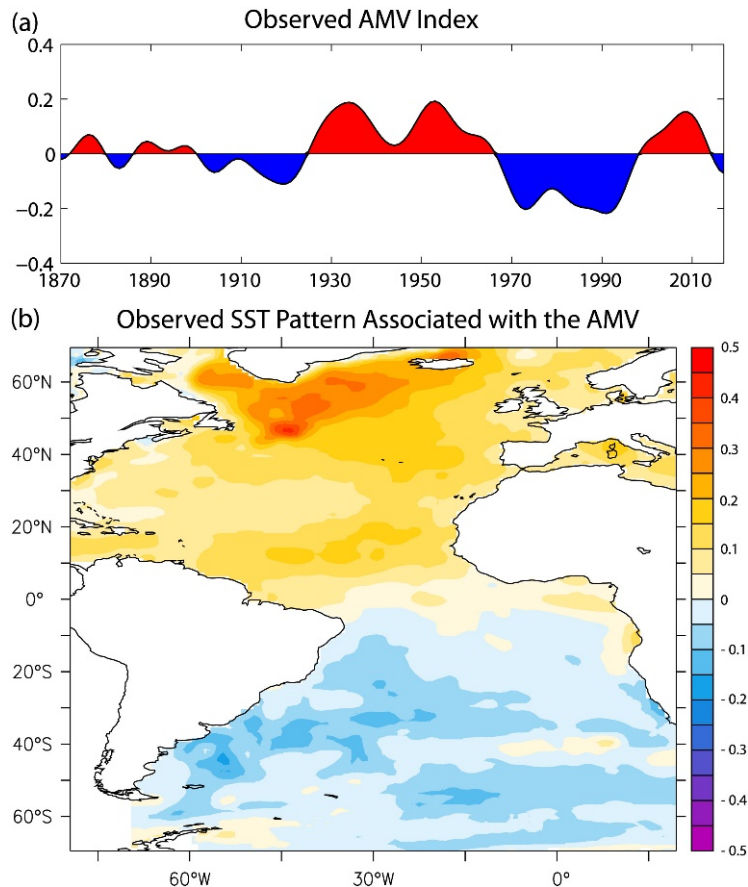 (a)
Observed AMV Index
0.4
0.2
0
-0.2
-0.4
1870 1890 1910 1930 1950 1970 1990 2010
(b)
Observed SST Pattern Associated with the AMV
60°N
40°N
20°N
0°
20°S
40°S
60°S
60°W 30°W 0°
0.5
0.4
0.3
0.2
0.1
0
- 0.1
- 0.2
- 0.3
- 0.4
- 0.5